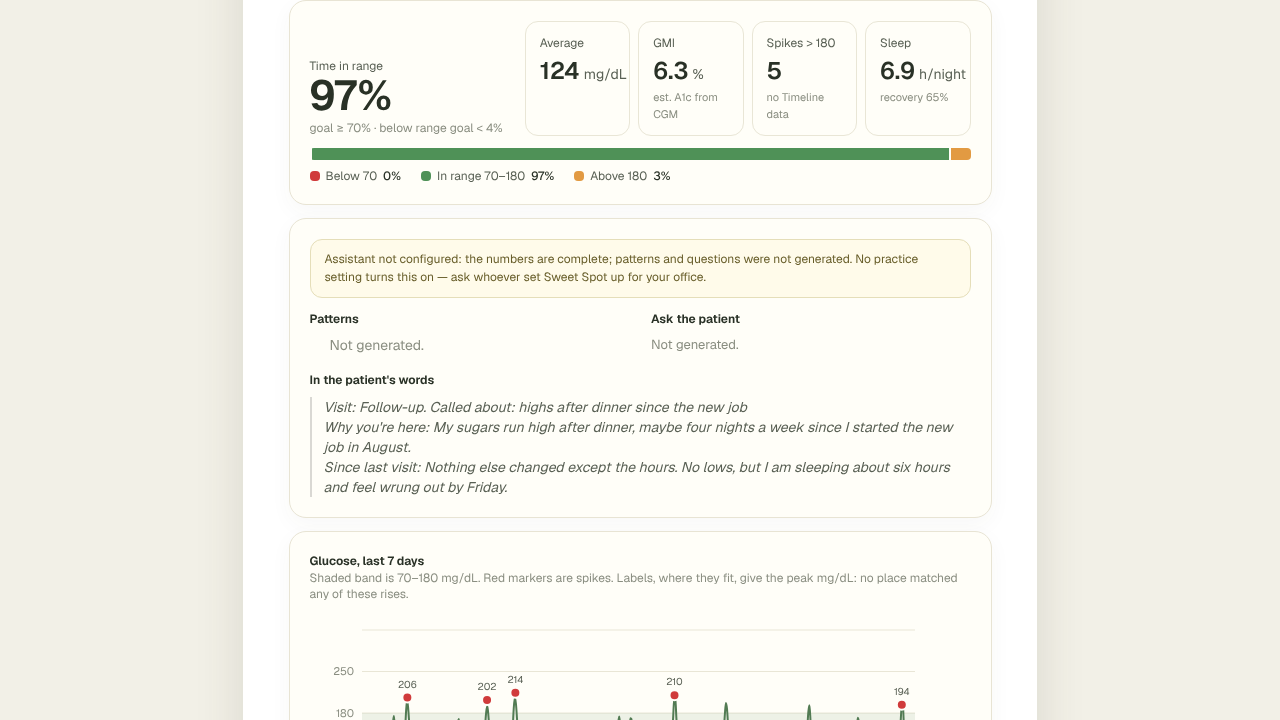 Time in range
97%
goal ≥ 70% · below range goal < 4%
Average
124 mg/dL
GMI
6.3 %
est. A1c from
CGM
Spikes > 180
5
no Timeline
data
Sleep
6.9 h/night
recovery 65%
Below 70 0%
In range 70–180 97%
Above 180 3%
Assistant not configured: the numbers are complete; patterns and questions were not generated. No practice
setting turns this on — ask whoever set Sweet Spot up for your office.
Patterns
Not generated.
Ask the patient
Not generated.
In the patient's words
Visit: Follow-up. Called about: highs after dinner since the new job
Why you're here: My sugars run high after dinner, maybe four nights a week since I started the new
job in August.
Since last visit: Nothing else changed except the hours. No lows, but I am sleeping about six hours
and feel wrung out by Friday.
Glucose, last 7 days
Shaded band is 70–180 mg/dL. Red markers are spikes. Labels, where they fit, give the peak mg/dL: no place matched
any of these rises.
250
206
202
214
210
194
180